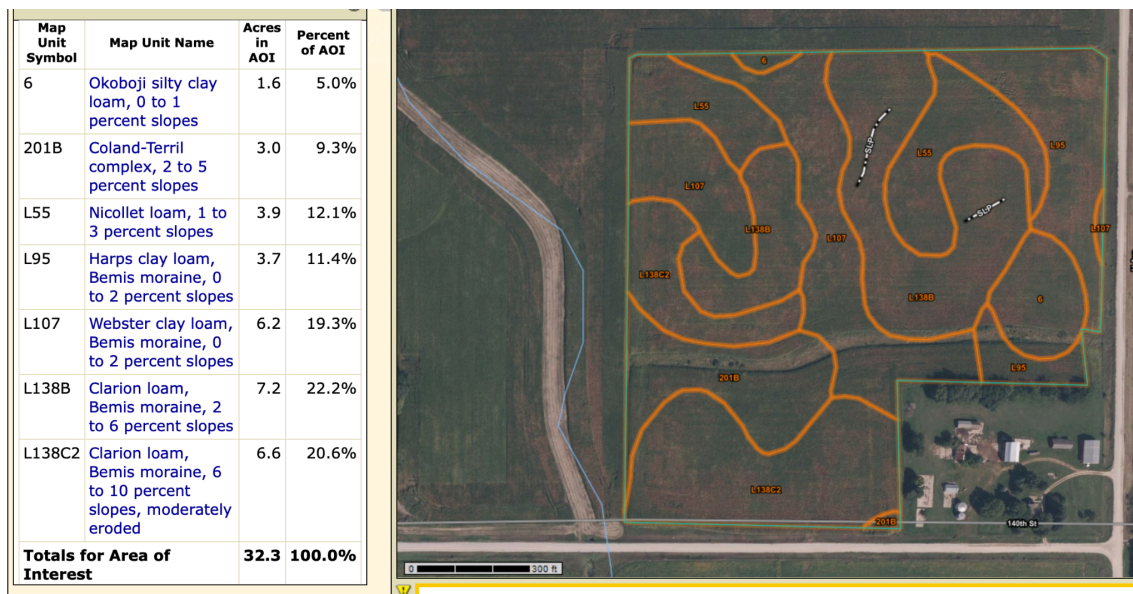 Map
Unit
Symbol
Map Unit Name
Acres
in
AOI
Percent
of AOI
6
Okoboji silty clay
loam, 0 to 1
percent slopes
1.6
5.0%
201B
Coland-Terril
complex, 2 to 5
percent slopes
3.0
9.3%
L55
Nicollet loam, 1 to
3 percent slopes
3.9
12.1%
L95
Harps clay loam,
Bemis moraine, 0
to 2 percent slopes
3.7
11.4%
L107
Webster clay loam,
Bemis moraine, 0
to 2 percent slopes
6.2
19.3%
L138B
Clarion loam,
Bemis moraine, 2
to 6 percent slopes
7.2
22.2%
L138C2
Clarion loam,
Bemis moraine, 6
to 10 percent
slopes, moderately
eroded
6.6
20.6%
Totals for Area of
Interest
32.3
100.0%
6
L55
SLP
L55
L95
L107
SLP
L138B
L107
L107
L138C2
L138B
6
L95
201B
L138C2
201B
140th St
0
300 ft